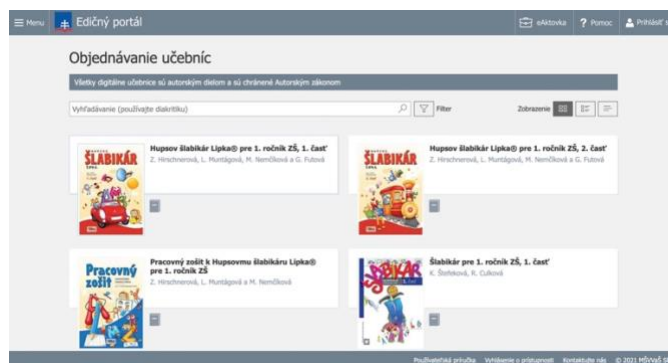 Menu
Edičný portál
eAktovka
? Pomoc
Prihlásiť s
Objednávanie učebníc
Všetky digitálne učebnice sú autorským dielom a sú chránené Autorským zákonom
Vyhľadávanie (používajte diakritiku)
Filter
Zobrazenie
ŠLABIKÁR
Hupsov šlabikár Lipka® pre 1. ročník ZŠ, 1. časť
Z. Hirschnerová, L. Muntágová, M. Nemčíková a G. Futová
ŠLABIKÁR
Hupsov šlabikár Lipka® pre 1. ročník ZŠ, 2. časť
Z. Hirschnerová, L. Muntágová, M. Nemčíková a G. Futová
Pracovný
zošit
Pracovný zošit k Hupsovmu šlabikáru Lipka®
pre 1. ročník ZŠ
Z. Hirschnerová, L. Muntágová a M. Nemčíková
ŠLABIKÁR
Šlabikár pre 1. ročník ZŠ, 1. časť
K. Štefeková, R. Culková
Používateľská príručka Vyhlásenie o prístupnosti Kontaktujte nás © 2021 MŠVVaŠ SR